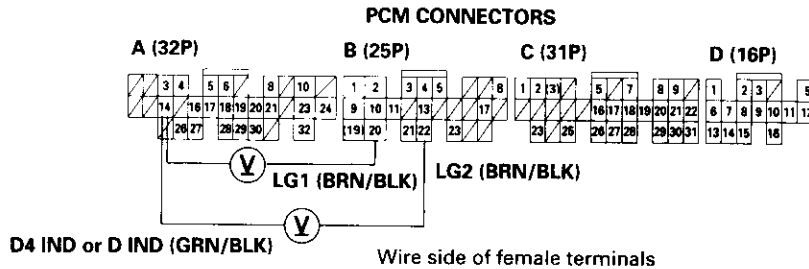 PCM CONNECTORS
A (32P) B (25P) C (31P) D (16P)
3 4 5 6 8 10 1 2 3 4 5 8 1 2 (3) 5 7 8 9 1 2 3 5
14 16 17 18 19 20 21 23 24 9 10 11 13 17 16 17 18 19 20 21 22 6 7 8 9 10 11 12
26 27 28 29 30 32 (19) 20 21 22 23 23 25 26 27 28 29 30 31 13 14 15 16
V
LG1 (BRN/BLK) LG2 (BRN/BLK)
V
D4 IND or D IND (GRN/BLK)
Wire side of female terminals